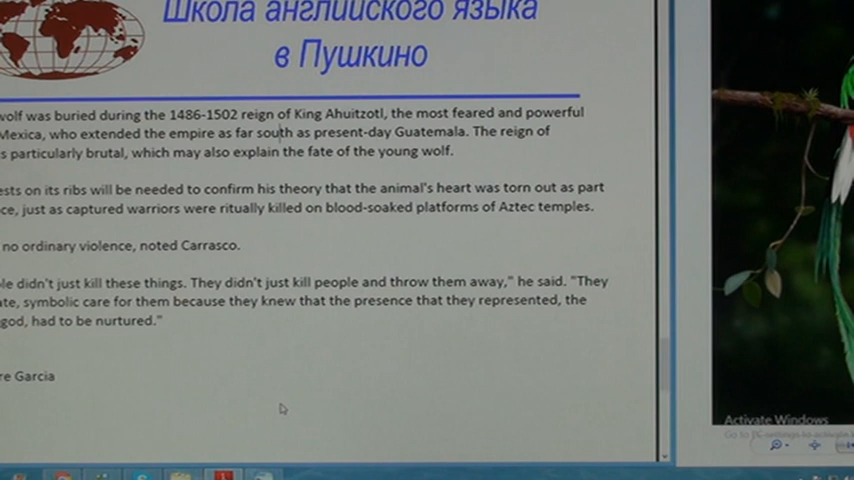 Школа английского языка
в Пушкино
wolf was buried during the 1486-1502 reign of King Ahuitzotl, the most feared and powerful
Mexica, who extended the empire as far south as present-day Guatemala. The reign of
s particularly brutal, which may also explain the fate of the young wolf.
ests on its ribs will be needed to confirm his theory that the animal's heart was torn out as part
ce, just as captured warriors were ritually killed on blood-soaked platforms of Aztec temples.
no ordinary violence, noted Carrasco.
le didn't just kill these things. They didn't just kill people and throw them away," he said. "They
ate, symbolic care for them because they knew that the presence that they represented, the
god, had to be nurtured."
re Garcia
Activate Windows
Go to PC settings to activate